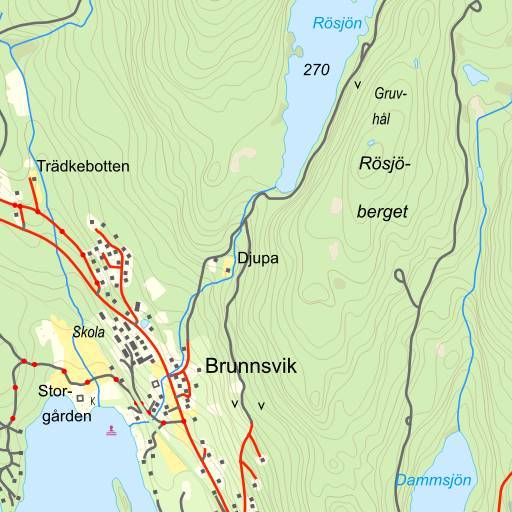 Rösjön
270
Gruv-
hål
Rösjö-
berget
Trädkebotten
Djupa
Skola
Brunnsvik
Stor-
gården
K
Dammsjön